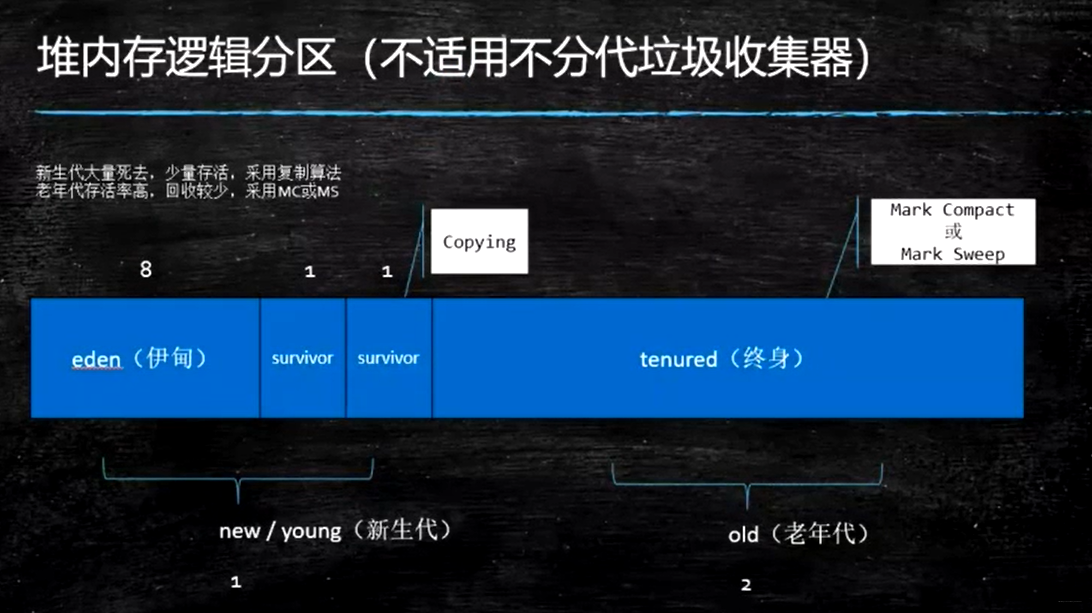 堆内存逻辑分区（不适用不分代垃圾收集器）
新生代大量死去，少量存活，采用复制算法
老年代存活率高，回收较少，采用MC或MS
Copying
Mark Compact
或
Mark Sweep
8
1
1
eden（伊甸）
survivor
survivor
tenured（终身）
new / young（新生代）
old（老年代）
1
2